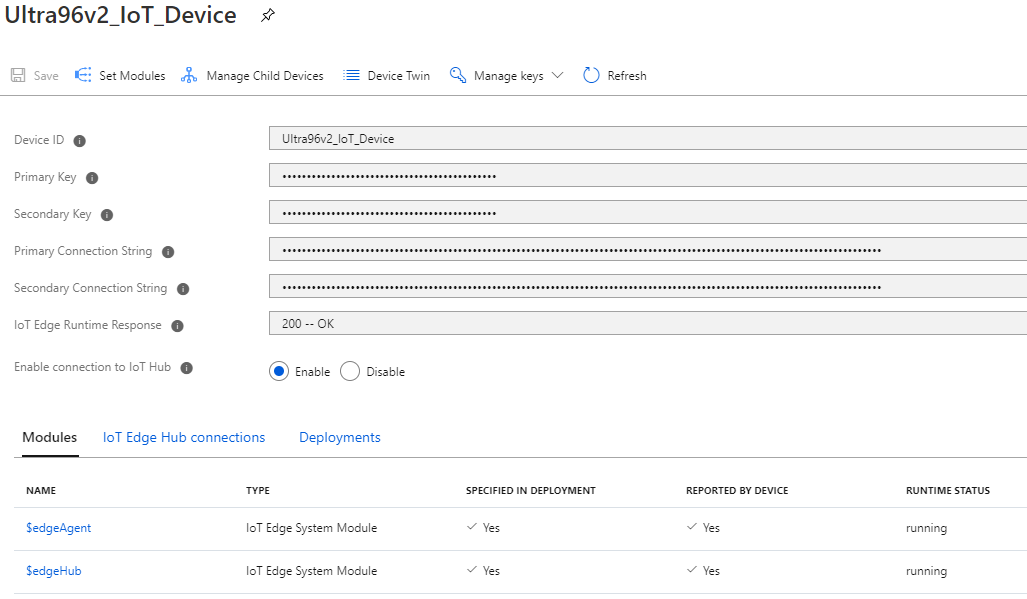 Ultra96v2_IoT_Device
Save Set Modules Manage Child Devices Device Twin Manage keys Refresh
Device ID Ultra96v2_IoT_Device
Primary Key
Secondary Key
Primary Connection String
Secondary Connection String
IoT Edge Runtime Response 200 -- OK
Enable connection to IoT Hub Enable Disable
Modules IoT Edge Hub connections Deployments
NAME TYPE SPECIFIED IN DEPLOYMENT REPORTED BY DEVICE RUNTIME STATUS
$edgeAgent IoT Edge System Module Yes Yes running
$edgeHub IoT Edge System Module Yes Yes running